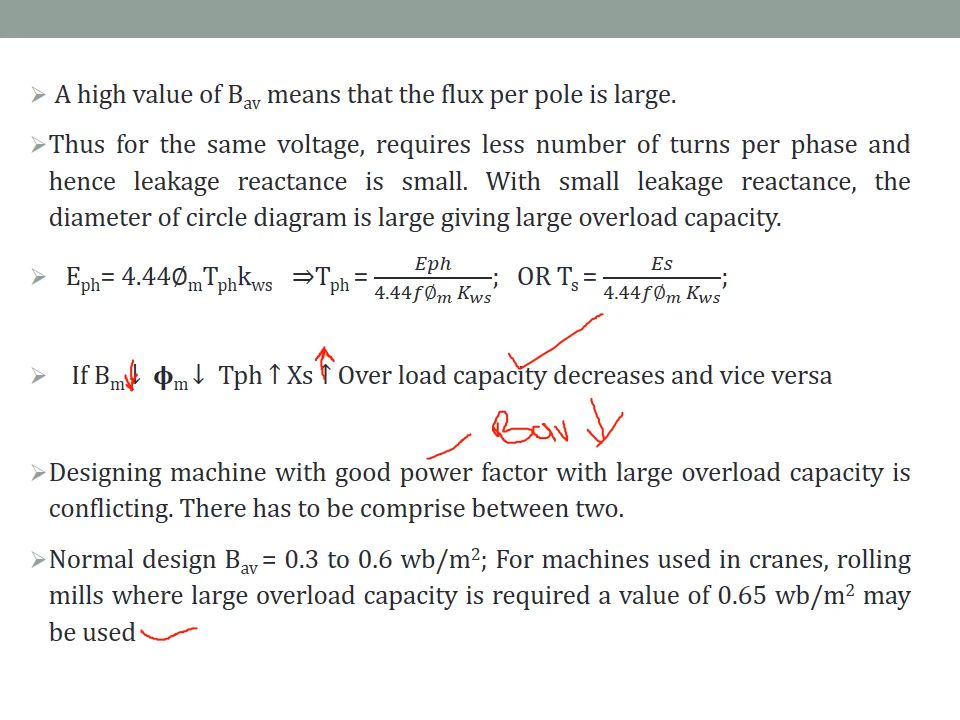 ➢ A high value of Bav means that the flux per pole is large.
➢ Thus for the same voltage, requires less number of turns per phase and
hence leakage reactance is small. With small leakage reactance, the
diameter of circle diagram is large giving large overload capacity.
➢ Eph= 4.44∅mTphkws ⇒Tph = Eph/(4.44f∅m Kws); OR Ts = Es/(4.44f∅m Kws);
➢ If Bm↓ ɸm↓ Tph↑Xs↑Over load capacity decreases and vice versa
Bav ↓
➢ Designing machine with good power factor with large overload capacity is
conflicting. There has to be comprise between two.
➢ Normal design Bav = 0.3 to 0.6 wb/m²; For machines used in cranes, rolling
mills where large overload capacity is required a value of 0.65 wb/m² may
be used